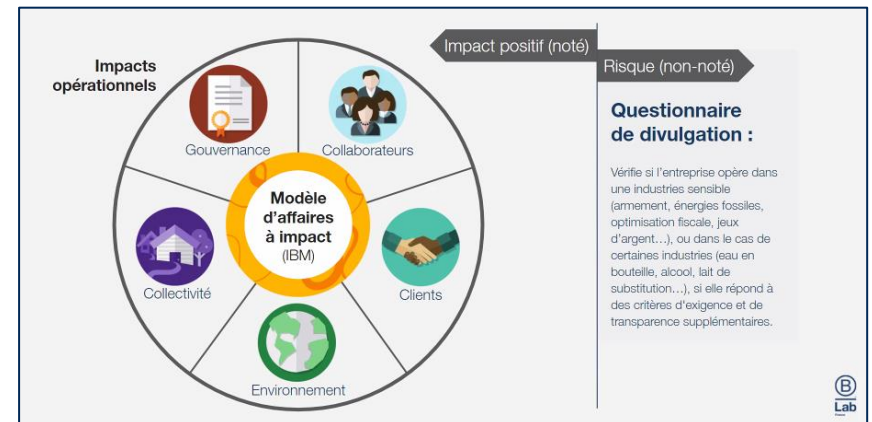 Impacts
opérationnels
Gouvernance
Collaborateurs
Modèle
d'affaires
à impact
(IBM)
Collectivité
Clients
Environnement
Impact positif (noté)
Risque (non-noté)
Questionnaire
de divulgation :
Vérifie si l'entreprise opère dans
une industries sensible
(armement, énergies fossiles,
optimisation fiscale, jeux
d'argent…), ou dans le cas de
certaines industries (eau en
bouteille, alcool, lait de
substitution…), si elle répond à
des critères d'exigence et de
transparence supplémentaires.
B
Lab